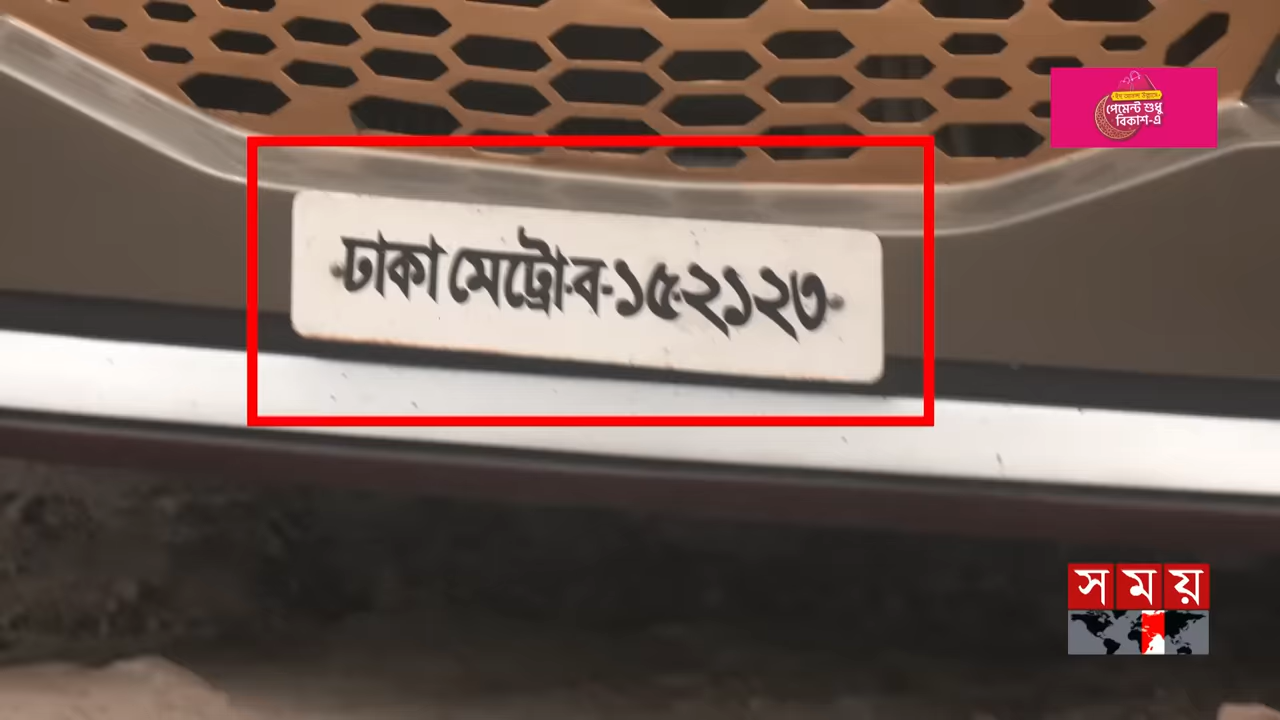 পেমেন্ট শুধু
বিকাশ-এ
ঢাকা মেট্রো-ব-১৫-২১২৩
সময়